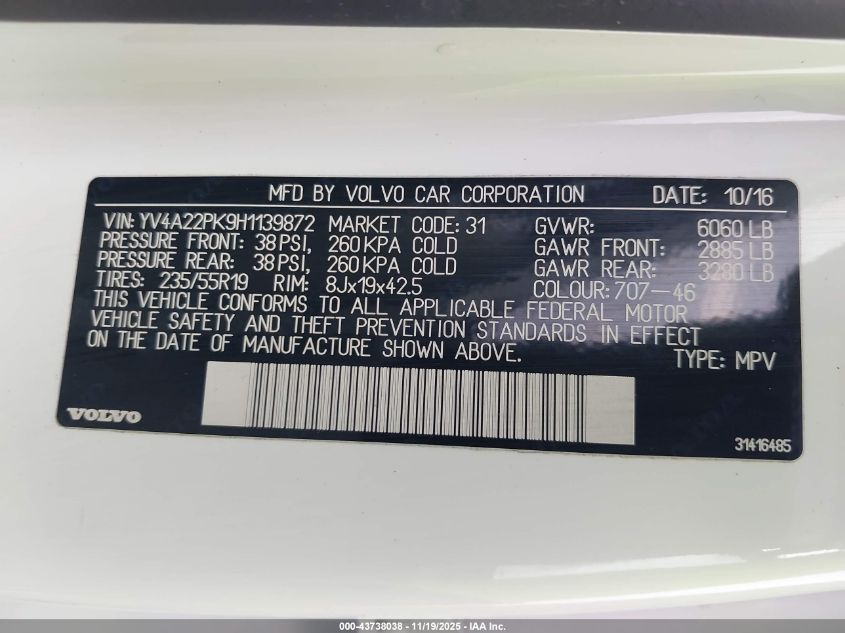 MFD BY VOLVO CAR CORPORATION DATE: 10/16
VIN: YV4A22PK9H1139872 MARKET CODE: 31 GVWR: 6060 LB
PRESSURE FRONT: 38 PSI, 260 KPA COLD GAWR FRONT: 2885 LB
PRESSURE REAR: 38 PSI, 260 KPA COLD GAWR REAR: 3280 LB
TIRES: 235/55R19 RIM: 8Jx19x42.5 COLOUR: 707-46
THIS VEHICLE CONFORMS TO ALL APPLICABLE FEDERAL MOTOR
VEHICLE SAFETY AND THEFT PREVENTION STANDARDS IN EFFECT
ON THE DATE OF MANUFACTURE SHOWN ABOVE. TYPE: MPV
VOLVO
31416485
000-43738038 - 11/19/2025 - IAA Inc.